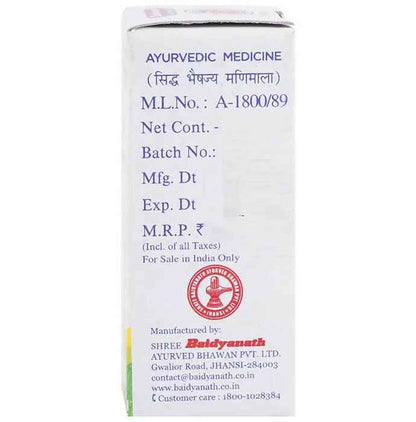 AYURVEDIC MEDICINE
(सिद्ध भैषज्य मणिमाला)
M.L.No. : A-1800/89
Net Cont. -
Batch No.:
Mfg. Dt
Exp. Dt
M.R.P. ₹
(Incl. of all Taxes)
For Sale in India Only
Manufactured by:
SHREE Baidyanath
AYURVED BHAWAN PVT. LTD.
Gwalior Road, JHANSI-284003
contact@baidyanath.co.in
www.baidyanath.co.in
Customer care : 1800-1028384